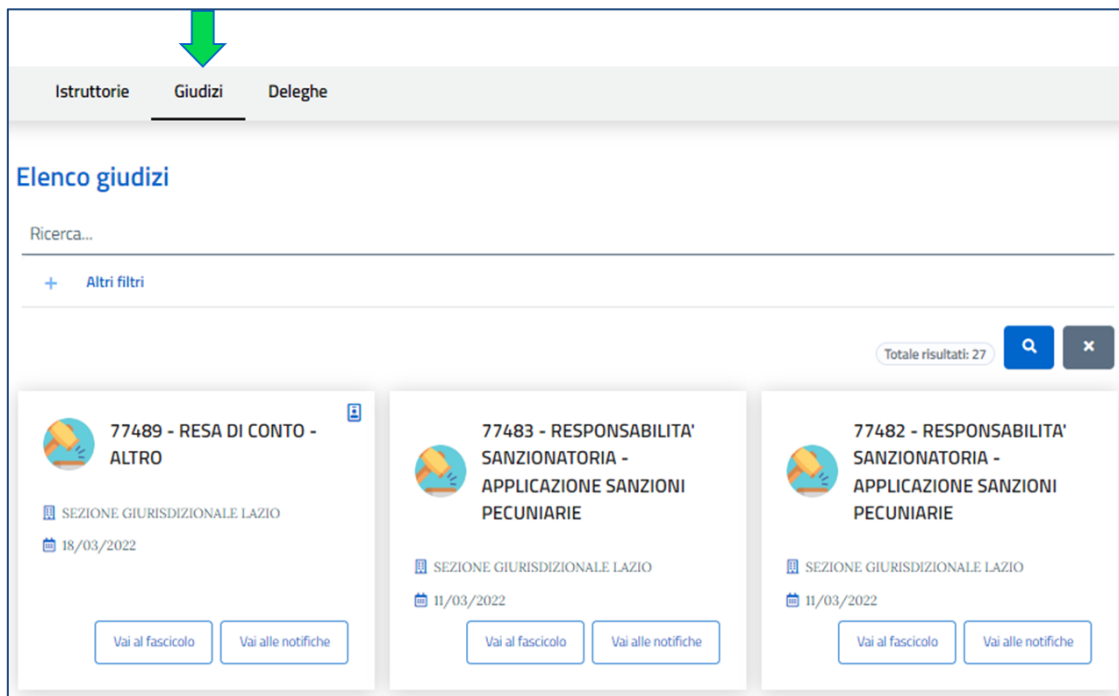 Istruttorie Giudizi Deleghe
Elenco giudizi
Ricerca...
+ Altri filtri
Totale risultati: 27
77489 - RESA DI CONTO -
ALTRO
SEZIONE GIURISDIZIONALE LAZIO
18/03/2022
Vai al fascicolo Vai alle notifiche
77483 - RESPONSABILITA'
SANZIONATORIA -
APPLICAZIONE SANZIONI
PECUNIARIE
SEZIONE GIURISDIZIONALE LAZIO
11/03/2022
Vai al fascicolo Vai alle notifiche
77482 - RESPONSABILITA'
SANZIONATORIA -
APPLICAZIONE SANZIONI
PECUNIARIE
SEZIONE GIURISDIZIONALE LAZIO
11/03/2022
Vai al fascicolo Vai alle notifiche